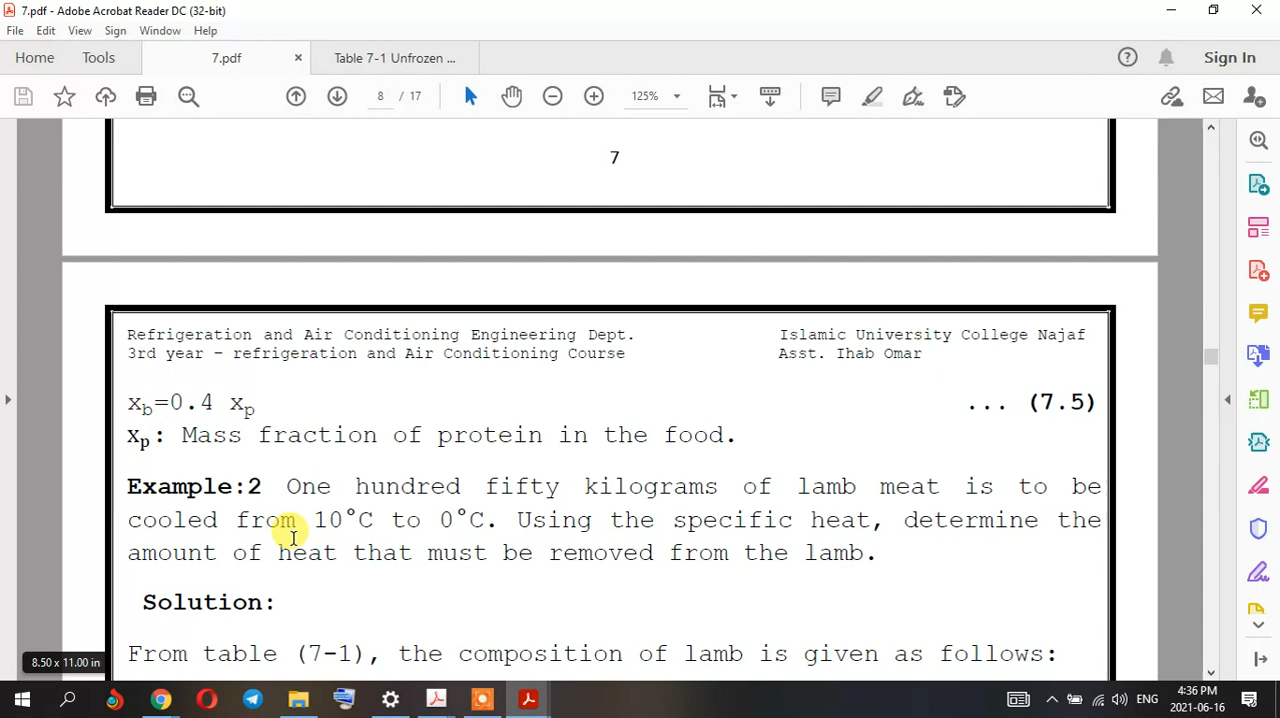 7.pdf - Adobe Acrobat Reader DC (32-bit)
File Edit View Sign Window Help
Home Tools 7.pdf × Table 7-1 Unfrozen ... Sign In
8 / 17 125%
7
Refrigeration and Air Conditioning Engineering Dept. Islamic University College Najaf
3rd year - refrigeration and Air Conditioning Course Asst. Ihab Omar
xb=0.4 xp ... (7.5)
xp: Mass fraction of protein in the food.
Example:2 One hundred fifty kilograms of lamb meat is to be
cooled from 10°C to 0°C. Using the specific heat, determine the
amount of heat that must be removed from the lamb.
Solution:
From table (7-1), the composition of lamb is given as follows:
8.50 x 11.00 in
ENG
4:36 PM
2021-06-16